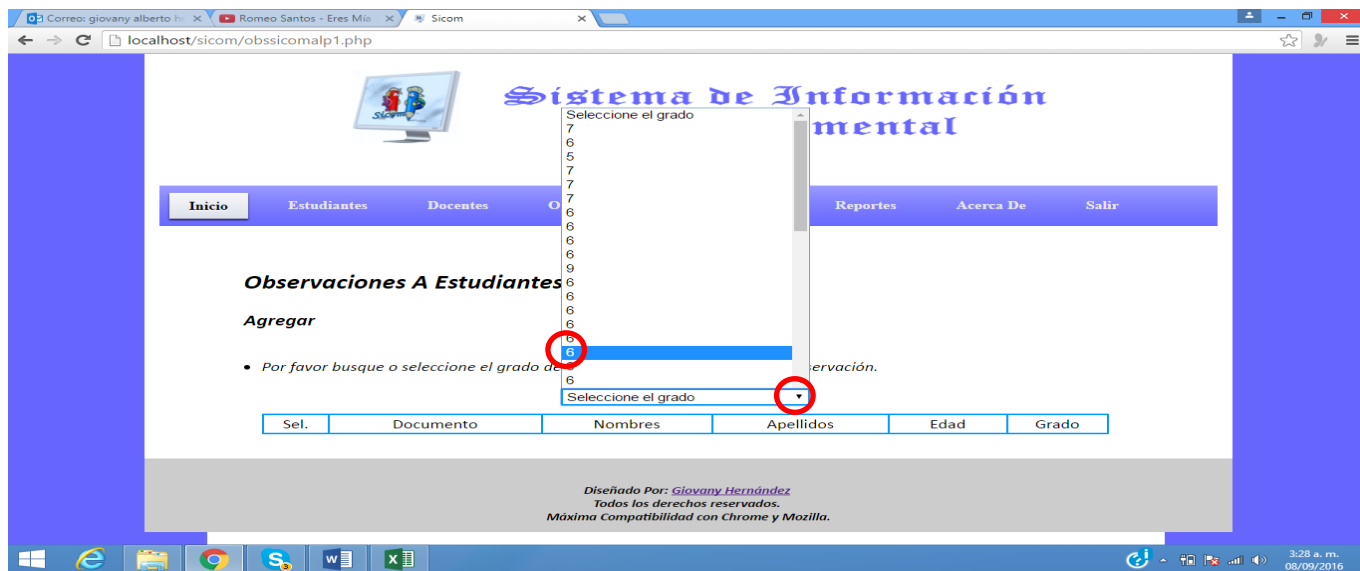 Correo: giovany alberto h
Romeo Santos - Eres Mía
Sicom
localhost/sicom/obssicomalp1.php
Sicom
Sistema de Información
mental
Seleccione el grado
7
6
5
7
7
7
6
6
6
6
9
6
6
6
6
6
6
6
Inicio Estudiantes Docentes O Reportes Acerca De Salir
Observaciones A Estudiantes
Agregar
• Por favor busque o seleccione el grado de servación.
Seleccione el grado
Sel. Documento Nombres Apellidos Edad Grado
Diseñado Por: Giovany Hernández
Todos los derechos reservados.
Máxima Compatibilidad con Chrome y Mozilla.
3:28 a. m.
08/09/2016